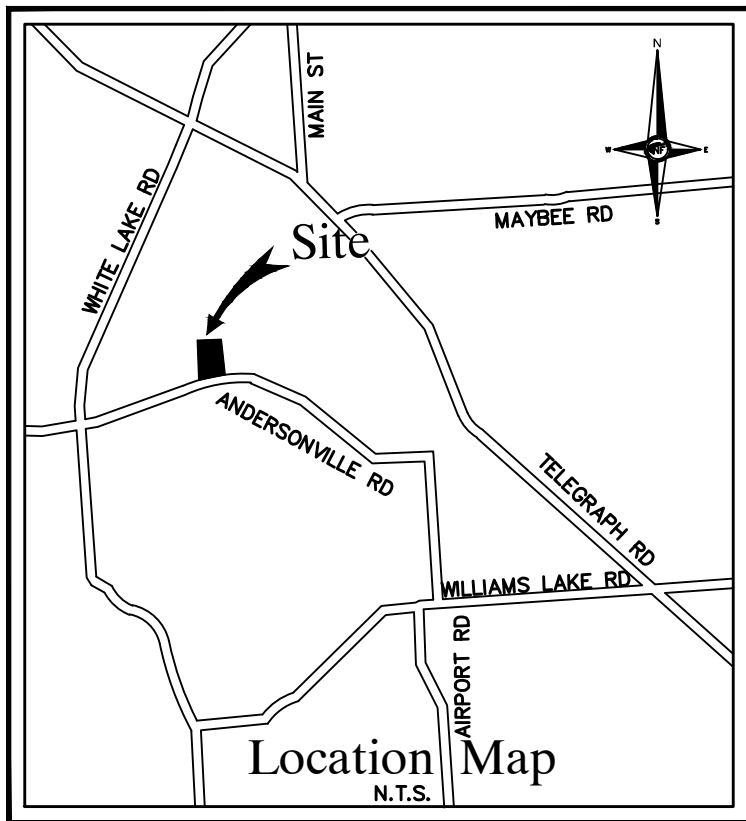 N
MAIN ST
W NF E
S
WHITE LAKE RD
MAYBEE RD
Site
ANDERSONVILLE RD
TELEGRAPH RD
WILLIAMS LAKE RD
AIRPORT RD
Location Map
N.T.S.